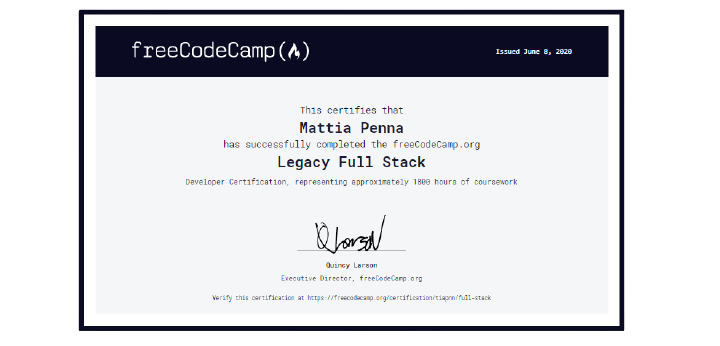 freeCodeCamp(🔥)
Issued June 8, 2020
This certifies that
Mattia Penna
has successfully completed the freeCodeCamp.org
Legacy Full Stack
Developer Certification, representing approximately 1800 hours of coursework
Q Larson
Quincy Larson
Executive Director, freeCodeCamp.org
Verify this certification at https://freecodecamp.org/certification/tiapnn/full-stack